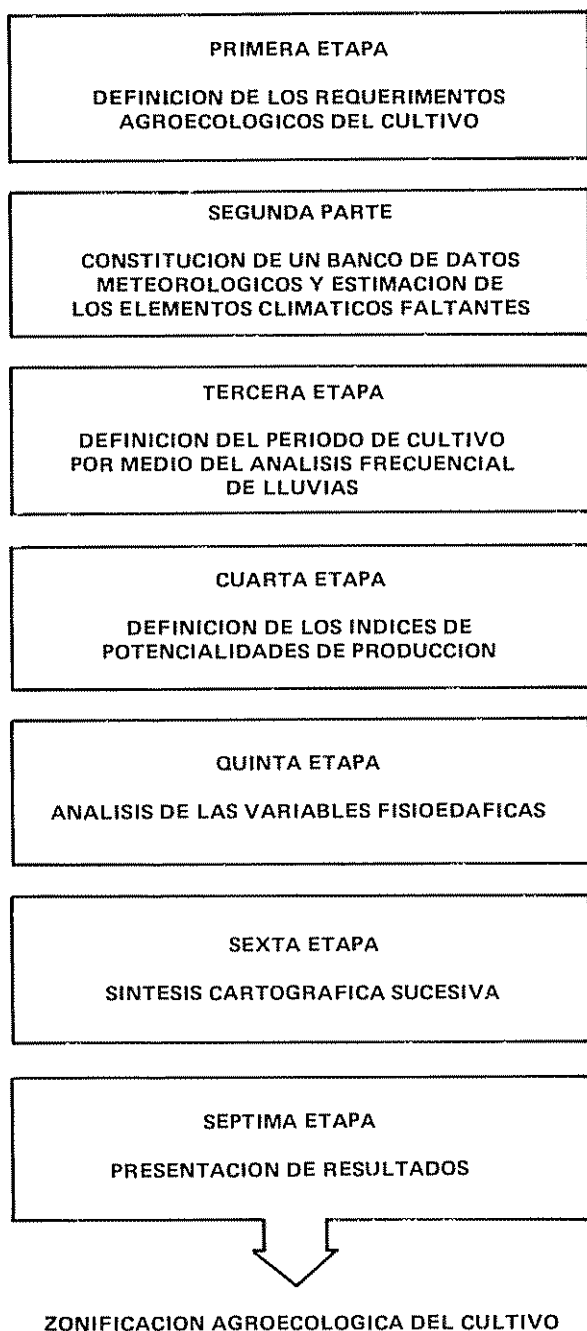 PRIMERA ETAPA
DEFINICION DE LOS REQUERIMENTOS
AGROECOLOGICOS DEL CULTIVO
SEGUNDA PARTE
CONSTITUCION DE UN BANCO DE DATOS
METEOROLOGICOS Y ESTIMACION DE
LOS ELEMENTOS CLIMATICOS FALTANTES
TERCERA ETAPA
DEFINICION DEL PERIODO DE CULTIVO
POR MEDIO DEL ANALISIS FRECUENCIAL
DE LLUVIAS
CUARTA ETAPA
DEFINICION DE LOS INDICES DE
POTENCIALIDADES DE PRODUCCION
QUINTA ETAPA
ANALISIS DE LAS VARIABLES FISIOEDAFICAS
SEXTA ETAPA
SINTESIS CARTOGRAFICA SUCESIVA
SEPTIMA ETAPA
PRESENTACION DE RESULTADOS
ZONIFICACION AGROECOLOGICA DEL CULTIVO